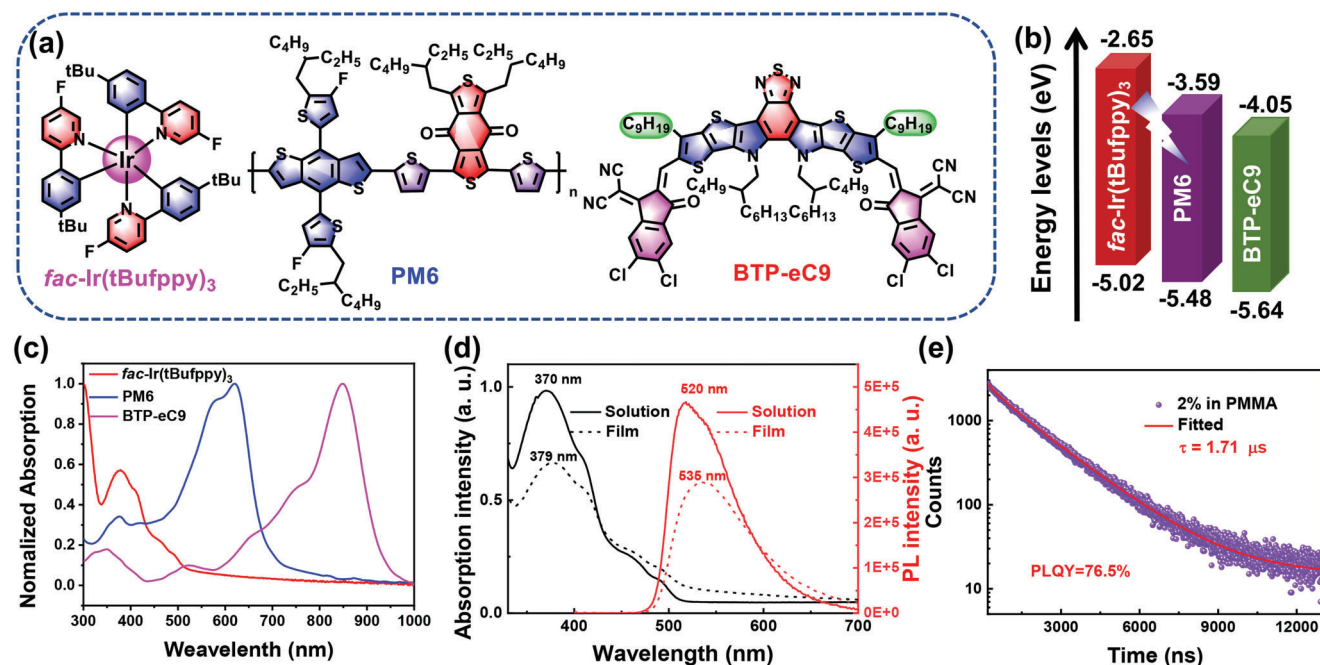 (a)
tBu
F
N
N
F
Ir
N
tBu
tBu
F
fac-Ir(tBufppy)3
C4H9
C2H5
F
S
S
S
S
F
C2H5
C4H9
PM6
C2H5 C2H5
C4H9
C4H9
S
O
O
S
S
n
C9H19
N
S
N
S
S
S
S
C9H19
N
N
C4H9
C6H13
C4H9
C6H13
NC
CN
O
O
CN
CN
Cl
Cl
Cl
Cl
BTP-eC9
(b)
Energy levels (eV)
-2.65
-3.59
-4.05
fac-Ir(tBufppy)3
PM6
BTP-eC9
-5.02
-5.48
-5.64
(c)
Nomalized Absorption
1.0
0.8
0.6
0.4
0.2
0.0
fac-Ir(tBufppy)3
PM6
BTP-eC9
300 400 500 600 700 800 900 1000
Weavelenth (nm)
(d)
Absorption intensity (a. u.)
1.0
0.5
0.0
370 nm
379 nm
Solution
Film
520 nm
535 nm
Solution
Film
5E+5
4E+5
3E+5
2E+5
1E+5
0E+0
PL intensity (a. u.)
400 500 600 700
Wavelength (nm)
(e)
Counts
1000
100
10
2% in PMMA
Fitted
τ = 1.71 μs
PLQY=76.5%
3000 6000 9000 12000
Time (ns)